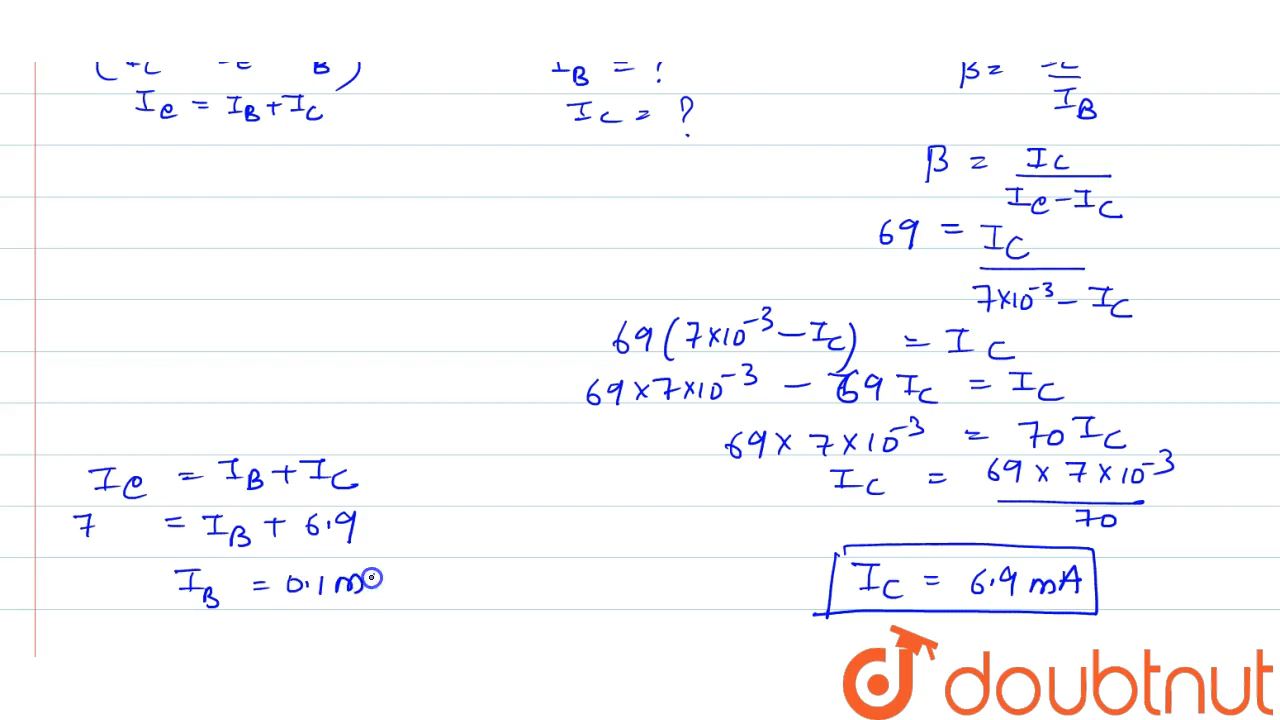 I_B = ?
β =
I_B
I_e = I_B + I_C
I_C = ?
β = I_C / (I_e - I_C)
69 = I_C / (7×10^-3 - I_C)
69 (7×10^-3 - I_C) = I_C
69 × 7×10^-3 - 69 I_C = I_C
69 × 7 × 10^-3 = 70 I_C
I_C = 69 × 7 × 10^-3 / 70
I_C = 6.9 mA
I_e = I_B + I_C
7 = I_B + 6.9
I_B = 0.1 m
doubtnut